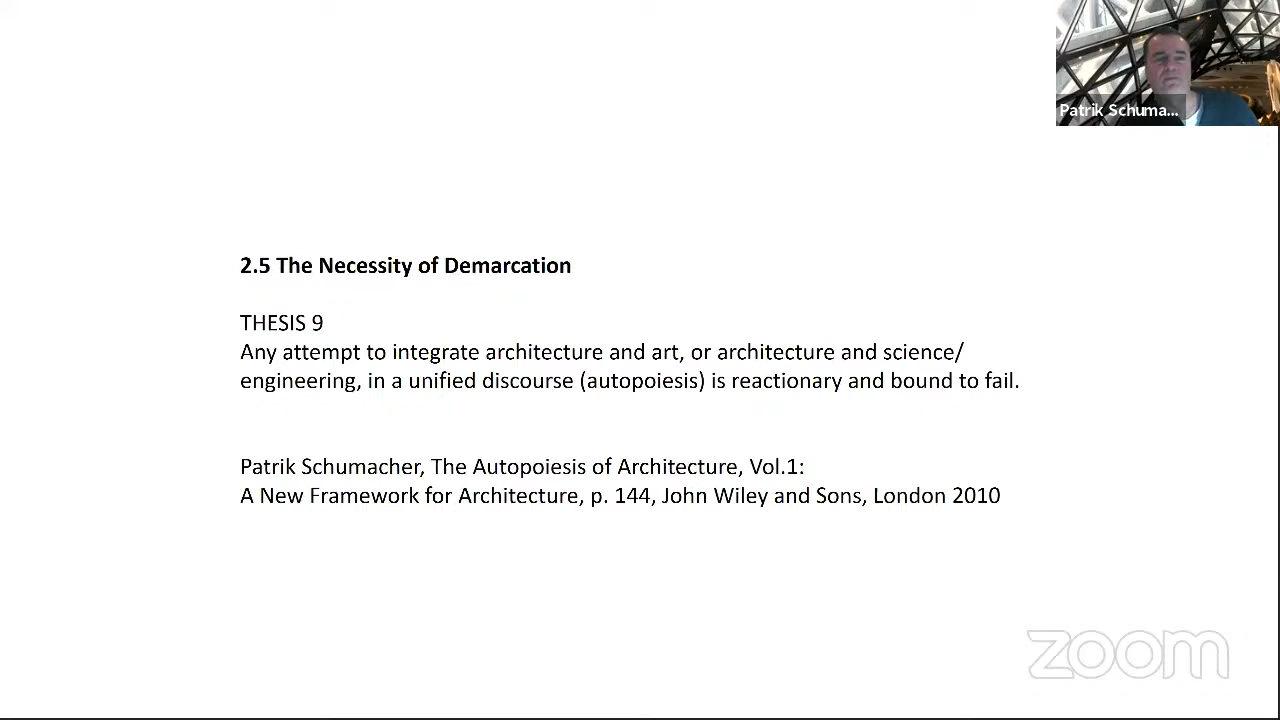 Patrik Schuma...
2.5 The Necessity of Demarcation
THESIS 9
Any attempt to integrate architecture and art, or architecture and science/
engineering, in a unified discourse (autopoiesis) is reactionary and bound to fail.
Patrik Schumacher, The Autopoiesis of Architecture, Vol.1:
A New Framework for Architecture, p. 144, John Wiley and Sons, London 2010
zoom